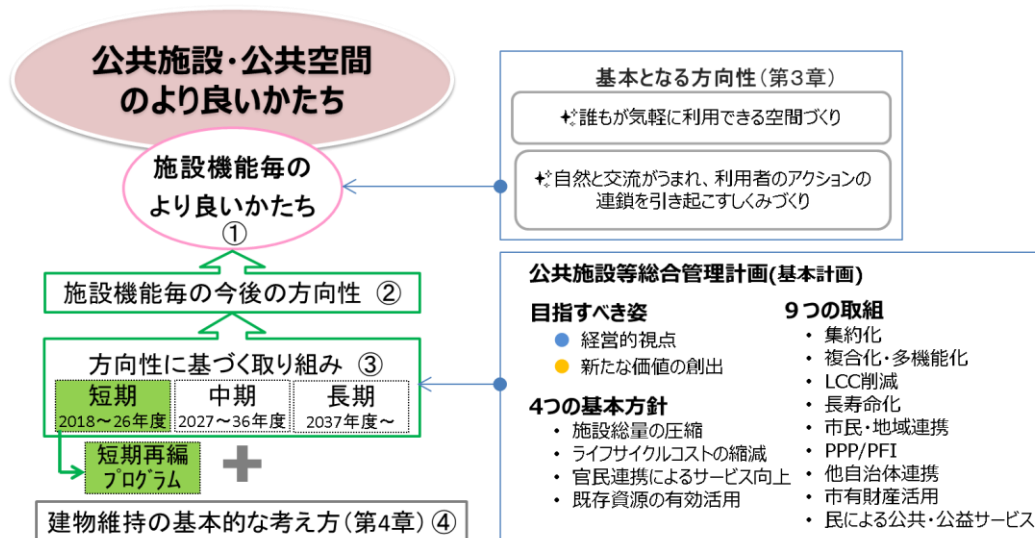 公共施設・公共空間
のより良いかたち
施設機能毎の
より良いかたち
①
施設機能毎の今後の方向性 ②
方向性に基づく取り組み ③
短期
2018～26年度
中期
2027～36年度
長期
2037年度～
短期再編
プログラム
建物維持の基本的な考え方(第4章) ④
基本となる方向性(第3章)
誰もが気軽に利用できる空間づくり
自然と交流がうまれ、利用者のアクションの
連鎖を引き起こすしくみづくり
公共施設等総合管理計画(基本計画)
目指すべき姿
経営的視点
新たな価値の創出
4つの基本方針
・ 施設総量の圧縮
・ ライフサイクルコストの縮減
・ 官民連携によるサービス向上
・ 既存資源の有効活用
9つの取組
・ 集約化
・ 複合化・多機能化
・ LCC削減
・ 長寿命化
・ 市民・地域連携
・ PPP/PFI
・ 他自治体連携
・ 市有財産活用
・ 民による公共・公益サービス